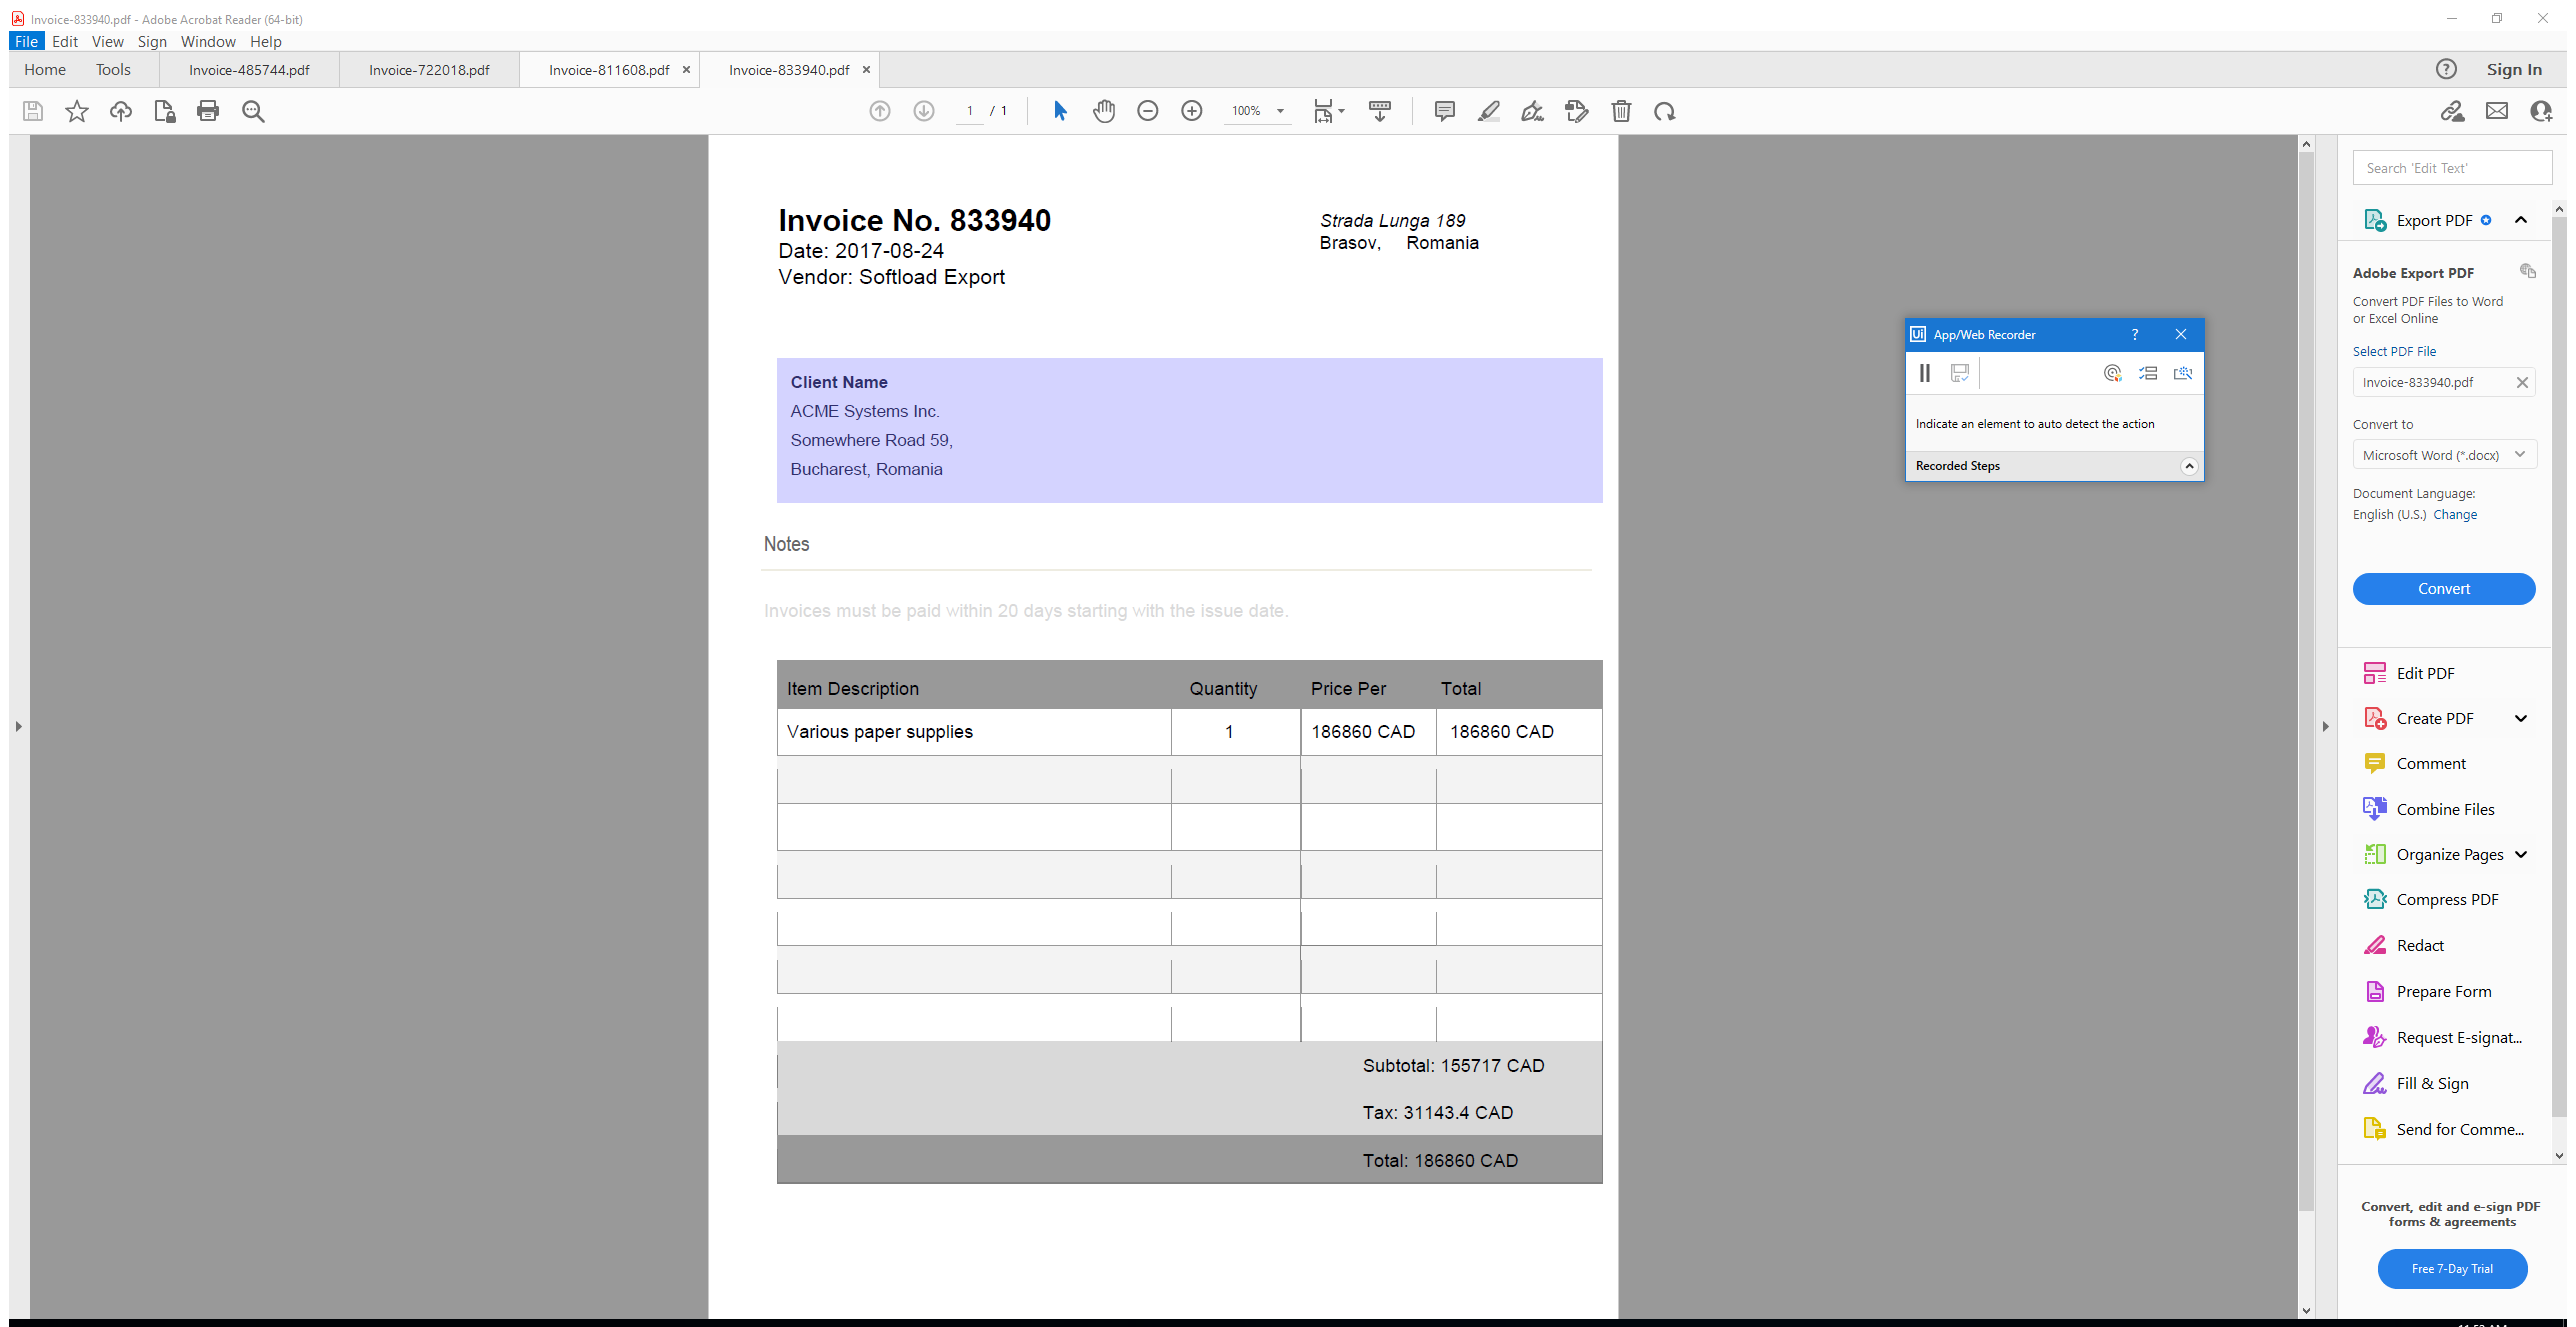 Invoice-833940.pdf - Adobe Acrobat Reader (64-bit)
File Edit View Sign Window Help
Home Tools Invoice-485744.pdf Invoice-722018.pdf Invoice-811608.pdf Invoice-833940.pdf Sign In
1 / 1 100%
Invoice No. 833940
Date: 2017-08-24
Vendor: Softload Export
Strada Lunga 189
Brasov, Romania
Client Name
ACME Systems Inc.
Somewhere Road 59,
Bucharest, Romania
Notes
Invoices must be paid within 20 days starting with the issue date.
Item Description Quantity Price Per Total
Various paper supplies 1 186860 CAD 186860 CAD
Subtotal: 155717 CAD
Tax: 31143.4 CAD
Total: 186860 CAD
Ui App/Web Recorder ?
Indicate an element to auto detect the action
Recorded Steps
Search 'Edit Text'
Export PDF
Adobe Export PDF
Convert PDF Files to Word
or Excel Online
Select PDF File
Invoice-833940.pdf
Convert to
Microsoft Word (*.docx)
Document Language:
English (U.S.) Change
Convert
Edit PDF
Create PDF
Comment
Combine Files
Organize Pages
Compress PDF
Redact
Prepare Form
Request E-signat...
Fill & Sign
Send for Comme...
Convert, edit and e-sign PDF
forms & agreements
Free 7-Day Trial